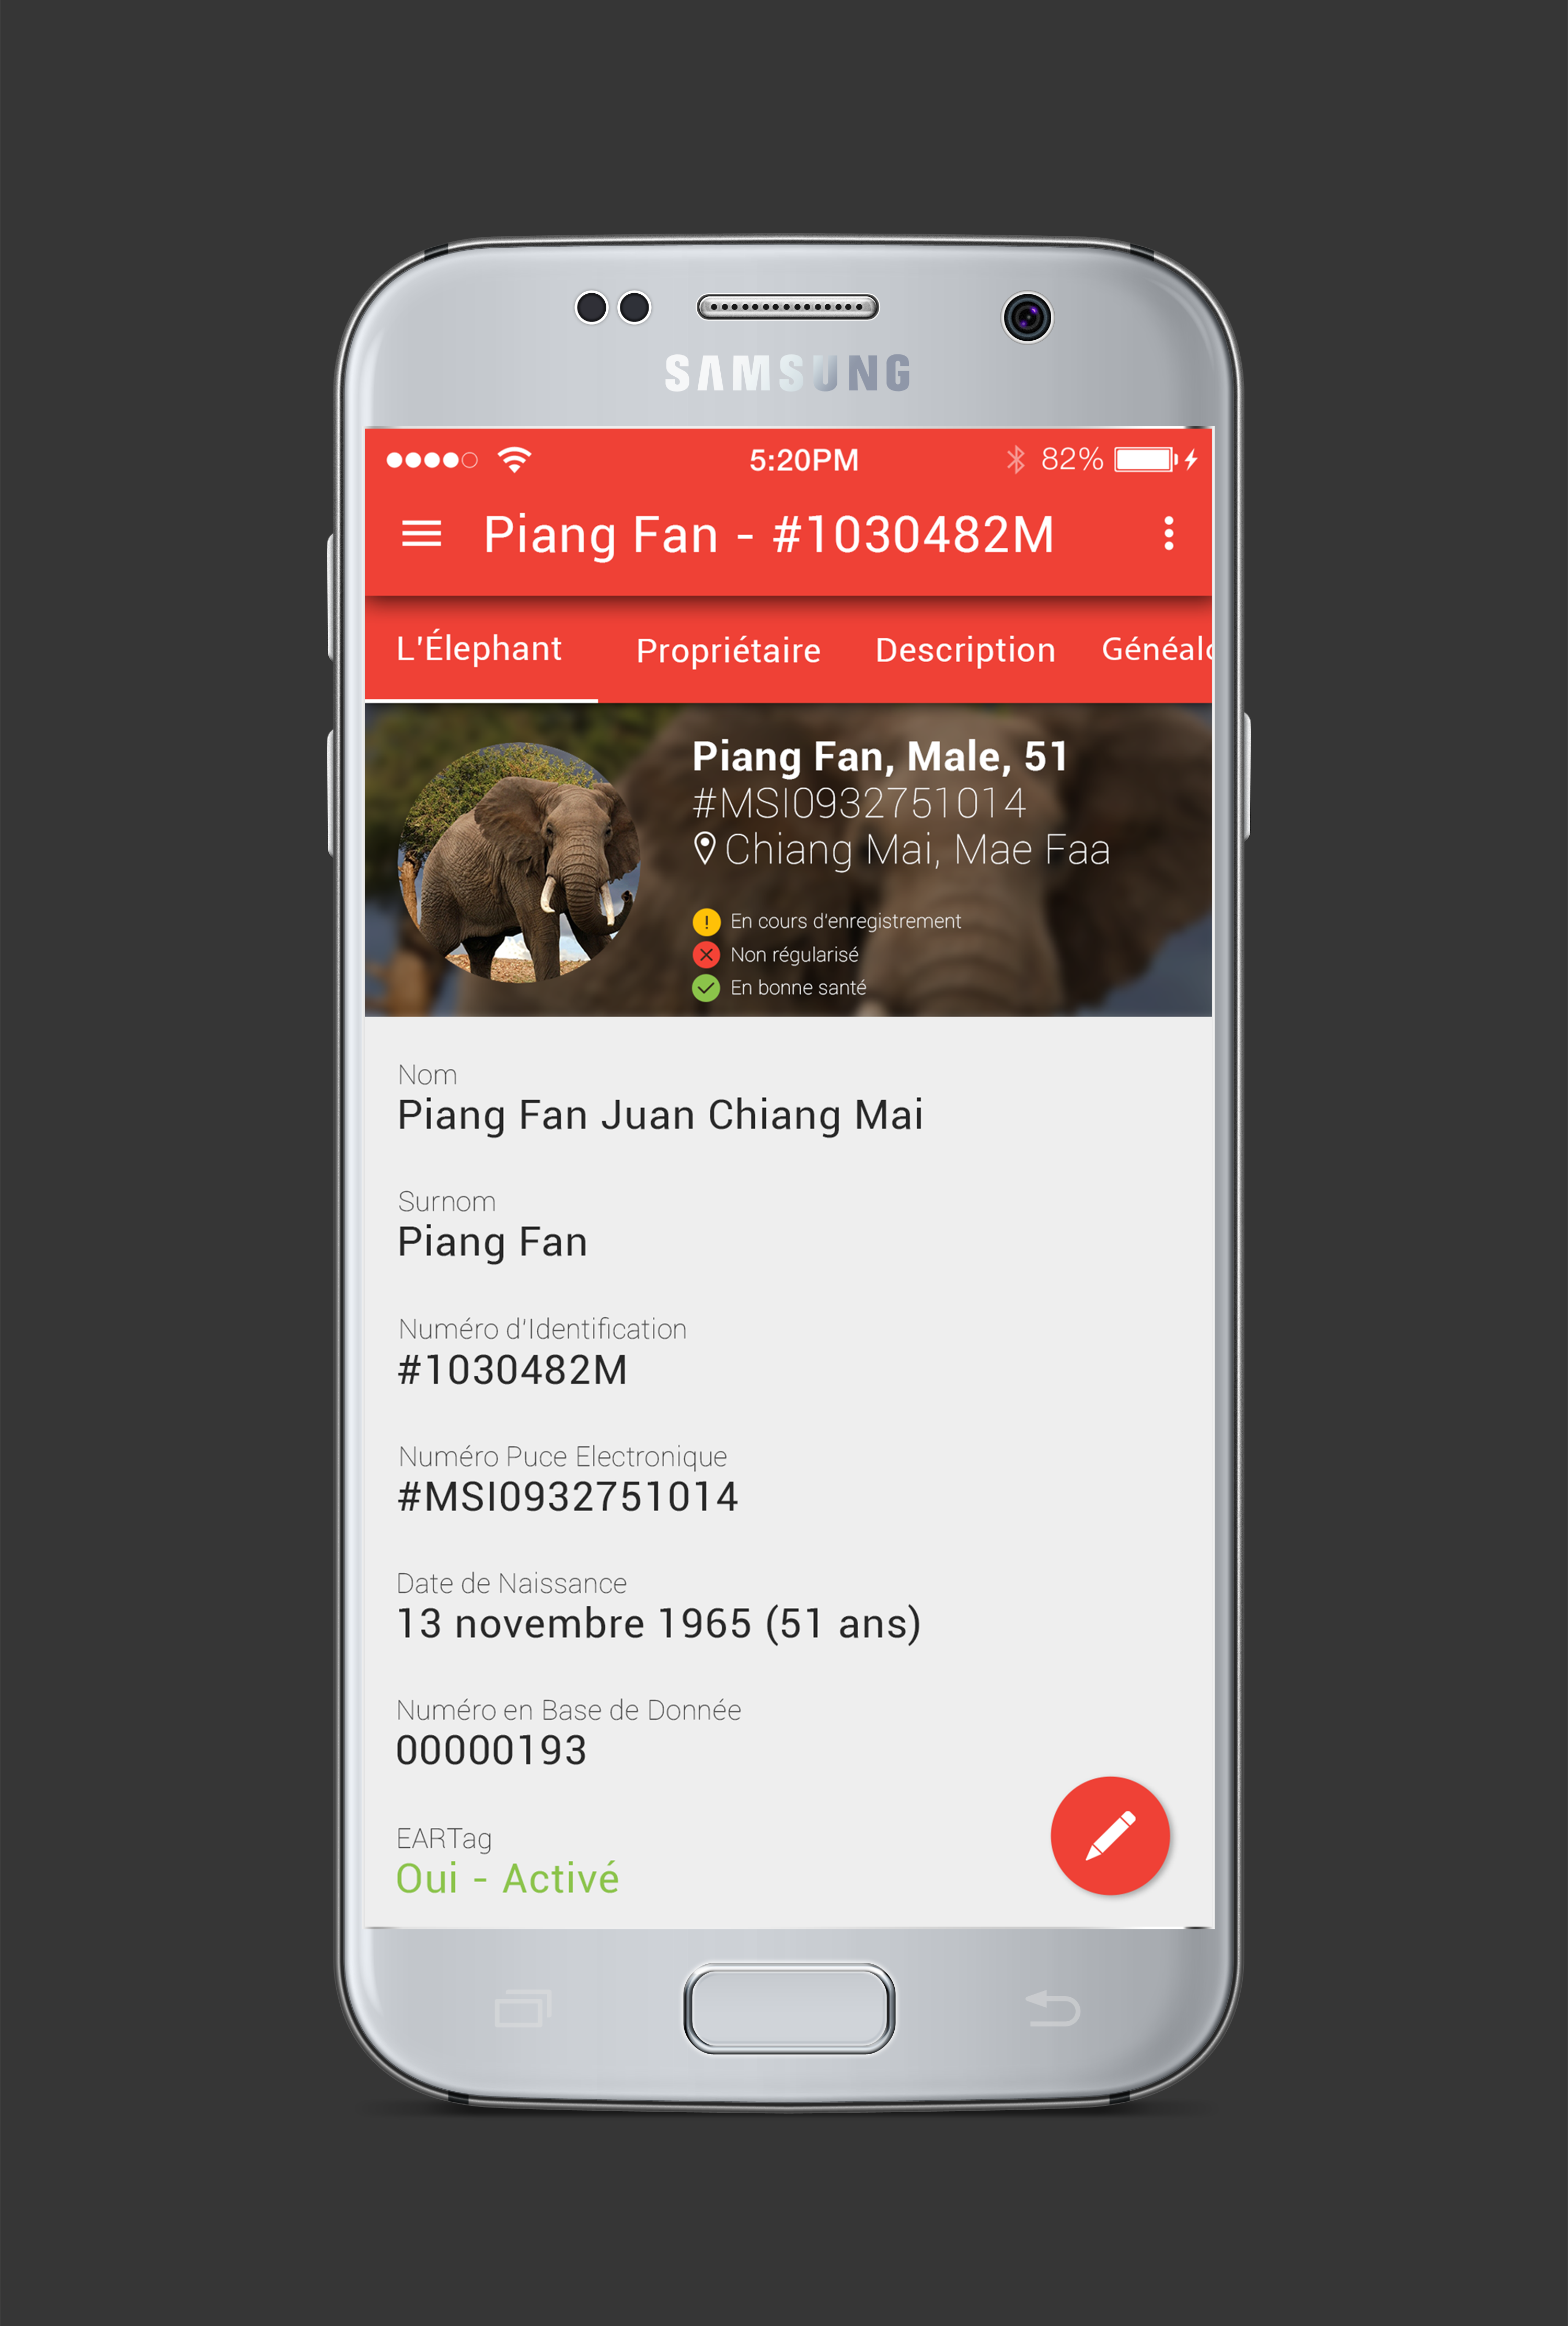 SAMSUNG
5:20PM
82%
Piang Fan - #1030482M
L'Élephant
Propriétaire
Description
Généalo
Piang Fan, Male, 51
#MSI0932751014
Chiang Mai, Mae Faa
En cours d'enregistrement
Non régularisé
En bonne santé
Nom
Piang Fan Juan Chiang Mai
Surnom
Piang Fan
Numéro d'Identification
#1030482M
Numéro Puce Electronique
#MSI0932751014
Date de Naissance
13 novembre 1965 (51 ans)
Numéro en Base de Donnée
00000193
EARTag
Oui - Activé